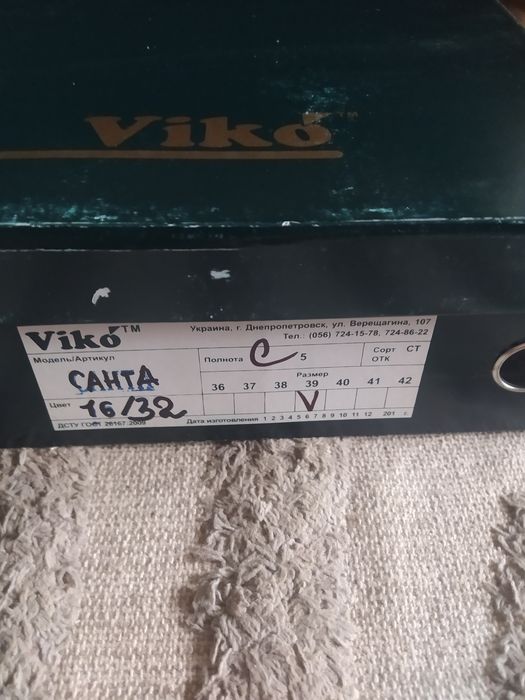 Vikó™
Vikó™
Украина, г. Днепропетровск, ул. Верещагина, 107
Тел.: (056) 724-15-78, 724-86-22
Модель/Артикул
САНТА
Полнота С 5
Сорт СТ
ОТК
Размер
36 37 38 39 40 41 42
V
Цвет 16/32
ДСТУ ГОСТ 26167:2009
Дата изготовления 1 2 3 4 5 6 7 8 9 10 11 12 201 г.